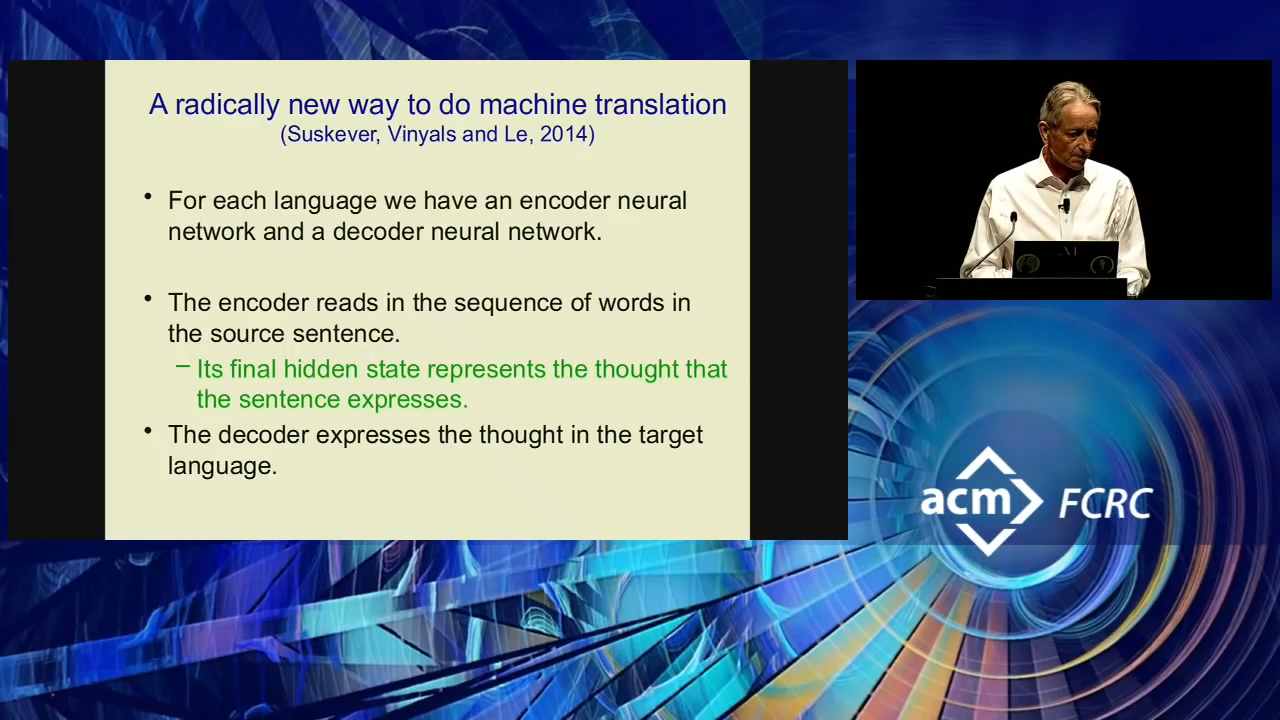 A radically new way to do machine translation
(Suskever, Vinyals and Le, 2014)
• For each language we have an encoder neural
network and a decoder neural network.
• The encoder reads in the sequence of words in
the source sentence.
– Its final hidden state represents the thought that
the sentence expresses.
• The decoder expresses the thought in the target
language.
acm FCRC